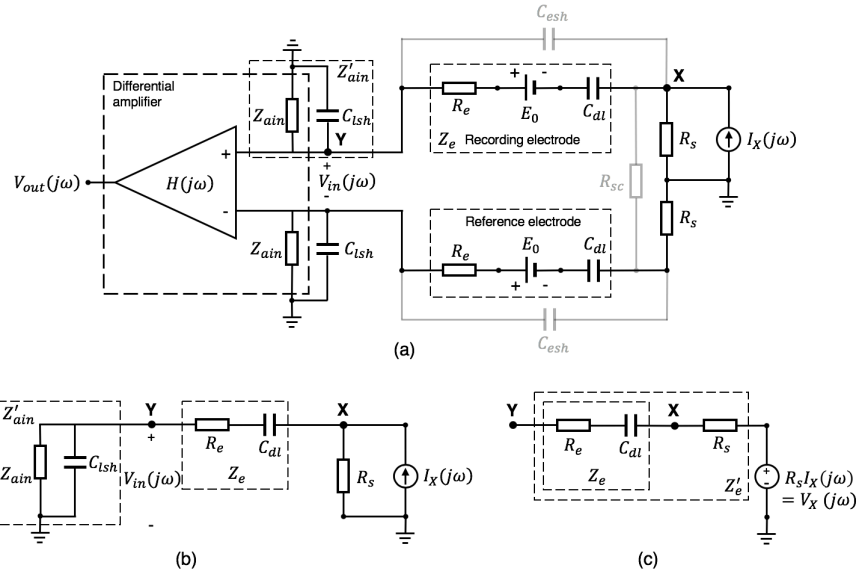 C_esh
Differential
amplifier
Z'_ain
Z_ain
C_lsh
Y
+
-
X
R_e
E_0
C_dl
Z_e Recording electrode
R_s
I_X(jω)
V_out(jω)
H(jω)
+
-
+
V_in(jω)
-
R_sc
Z_ain
C_lsh
Reference electrode
R_e
E_0
C_dl
+
-
R_s
C_esh
(a)
Z'_ain
Z_ain
C_lsh
Y
+
V_in(jω)
-
R_e
C_dl
Z_e
X
R_s
I_X(jω)
(b)
Y
R_e
C_dl
Z_e
X
R_s
Z'_e
+
-
R_sI_X(jω)
= V_X (jω)
(c)